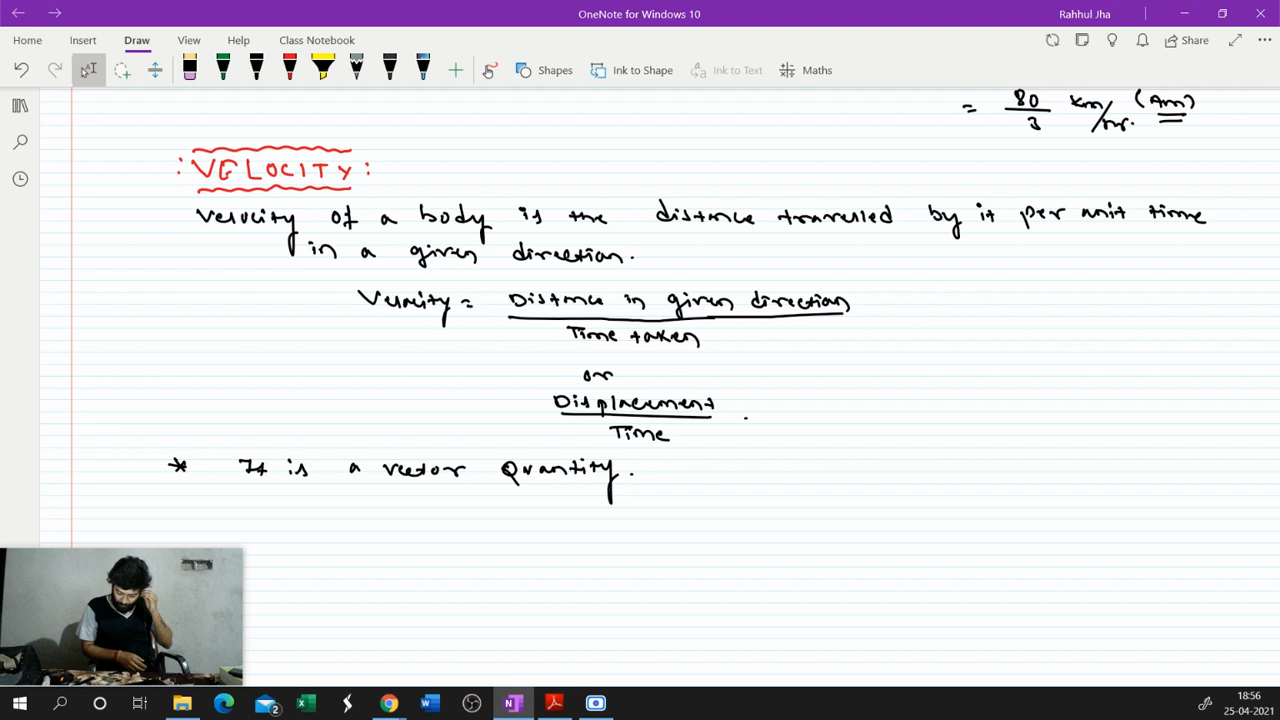 OneNote for Windows 10
Rahhul Jha
Home Insert Draw View Help Class Notebook
Share
Shapes Ink to Shape Ink to Text Maths
= 80/3 km/hr. (Ans)
: VELOCITY :
Velocity of a body is the distance travelled by it per unit time
in a given direction.
Velocity = Distance in given direction
Time taken
or
Displacement
Time
* It is a vector Quantity.
2
18:56
25-04-2021